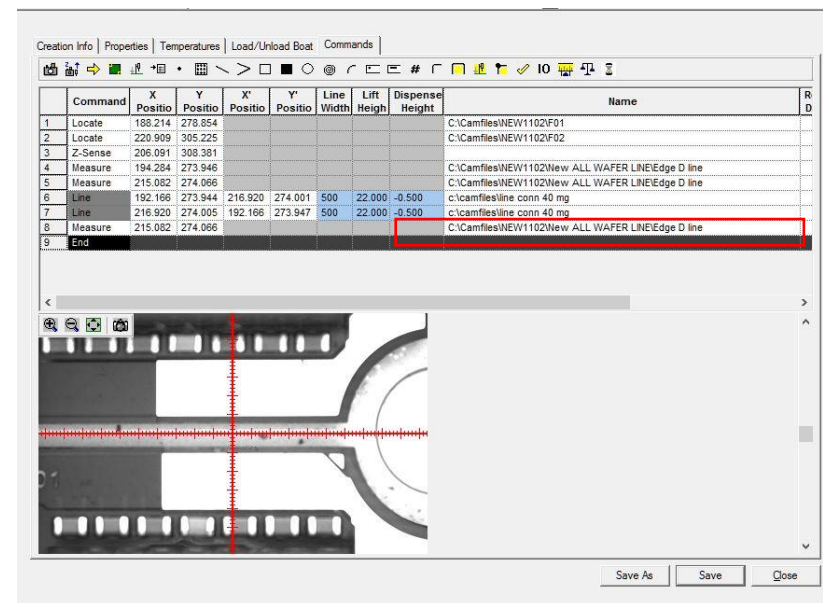 Creation Info Properties Temperatures Load/Unload Boat Commands
IO
Command X Positio Y Positio X' Positio Y' Positio Line Width Lift Heigh Dispense Height Name
1 Locate 188.214 278.854 C:\Camfiles\NEW1102\F01
2 Locate 220.909 305.225 C:\Camfiles\NEW1102\F02
3 Z-Sense 206.091 308.381
4 Measure 194.284 273.946 C:\Camfiles\NEW1102\New ALL WAFER LINE\Edge D line
5 Measure 215.082 274.066 C:\Camfiles\NEW1102\New ALL WAFER LINE\Edge D line
6 Line 192.166 273.944 216.920 274.001 500 22.000 -0.500 c:\camfiles\line conn 40 mg
7 Line 216.920 274.005 192.166 273.947 500 22.000 -0.500 c:\camfiles\line conn 40 mg
8 Measure 215.082 274.066 C:\Camfiles\NEW1102\New ALL WAFER LINE\Edge D line
9 End
Save As Save Close